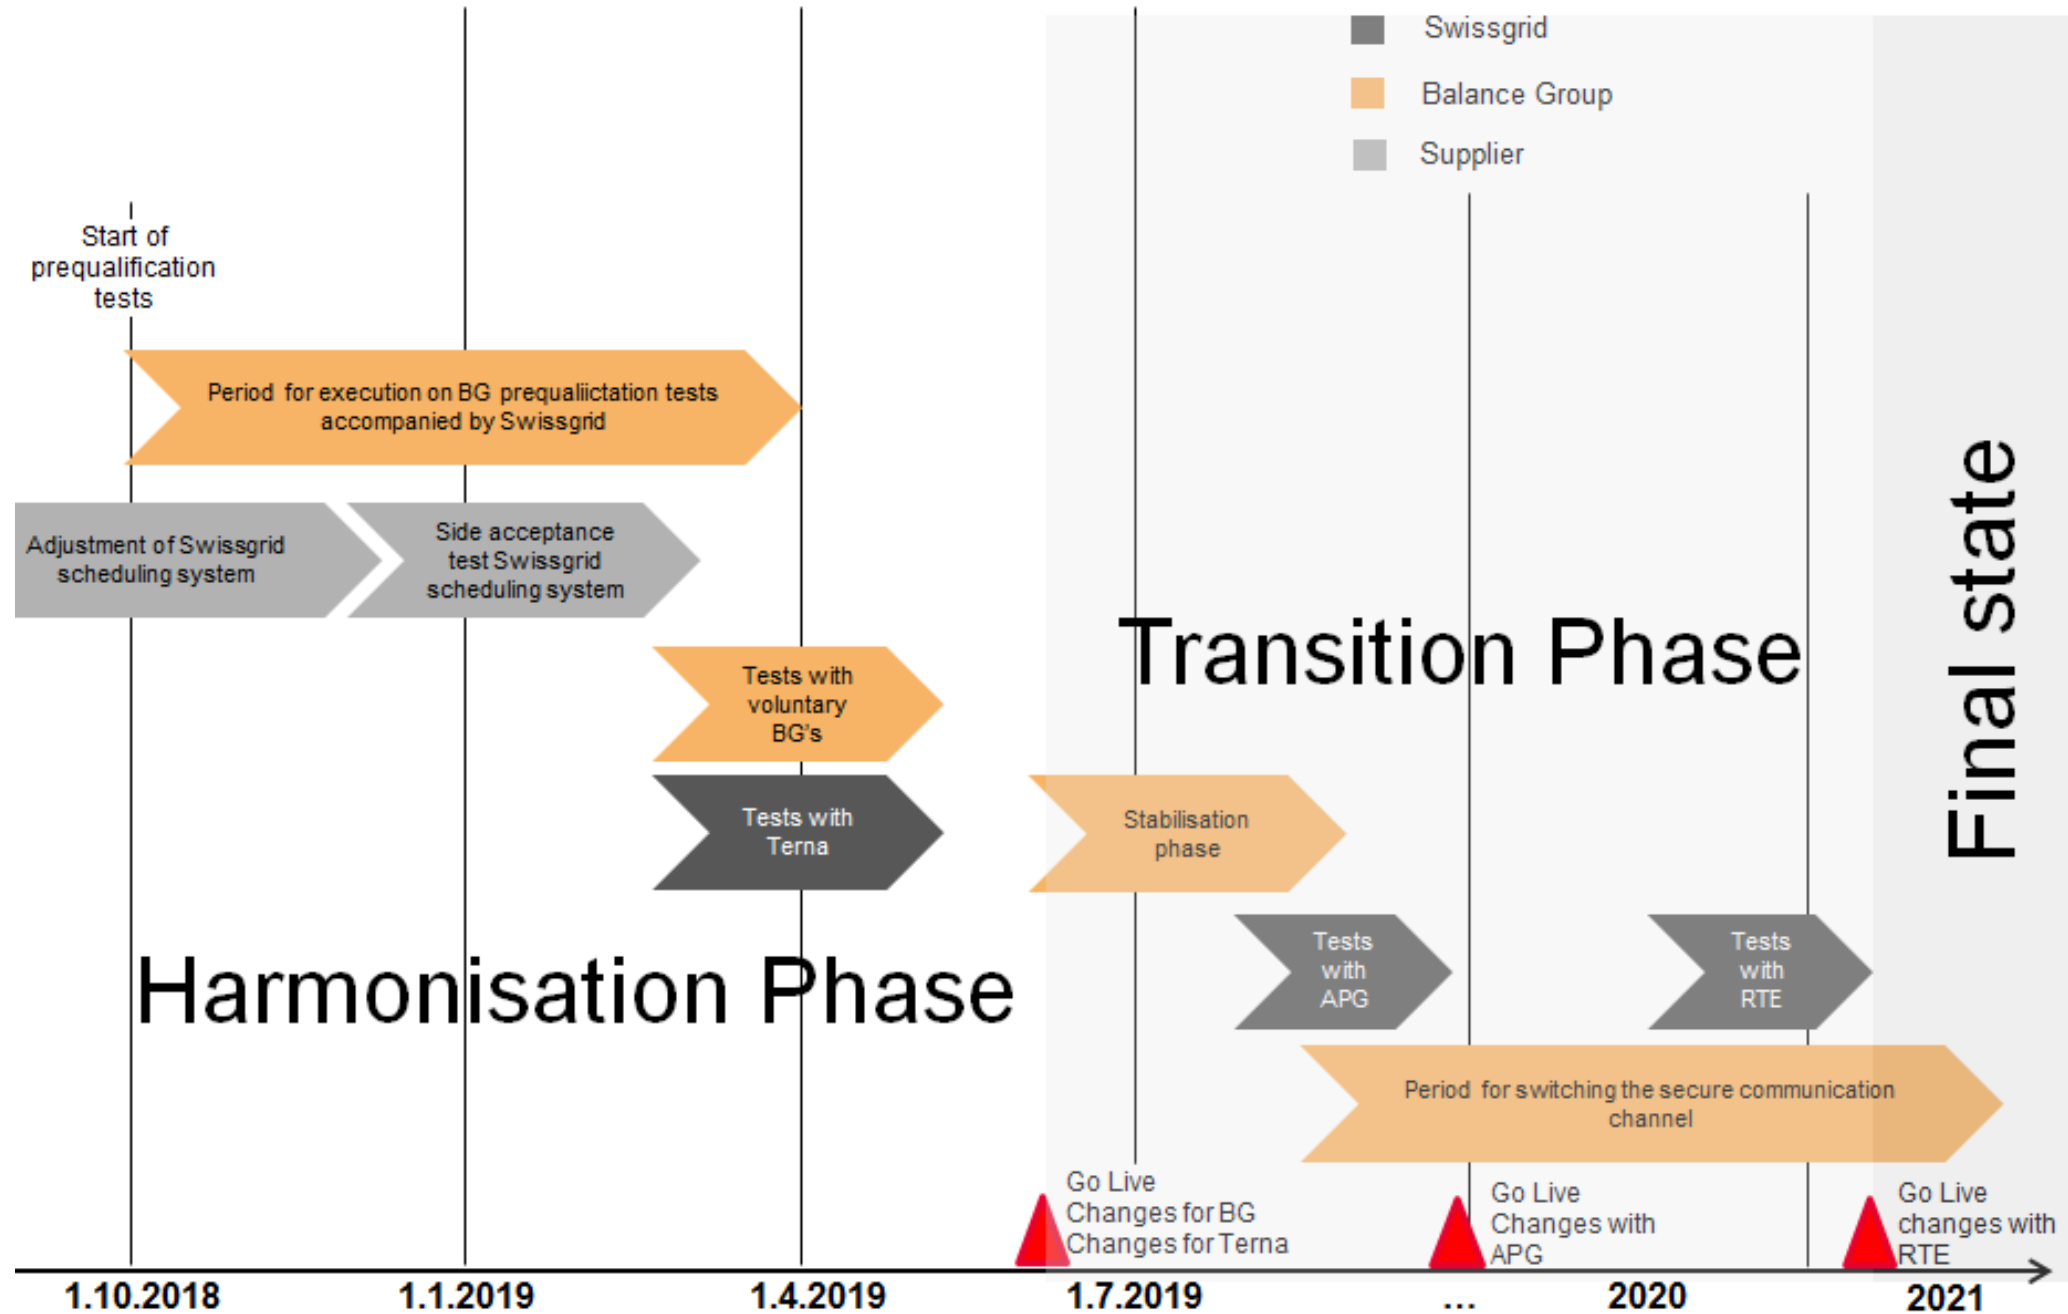 Swissgrid
Balance Group
Supplier
Start of
prequalification
tests
Period for execution on BG prequaliictation tests
accompanied by Swissgrid
Adjustment of Swissgrid
scheduling system
Side acceptance
test Swissgrid
scheduling system
Tests with
voluntary
BG's
Tests with
Terna
Transition Phase
Final state
Stabilisation
phase
Harmonisation Phase
Tests
with
APG
Tests
with
RTE
Period for switching the secure communication
channel
Go Live
Changes for BG
Changes for Terna
Go Live
Changes with
APG
Go Live
changes with
RTE
1.10.2018
1.1.2019
1.4.2019
1.7.2019
...
2020
2021